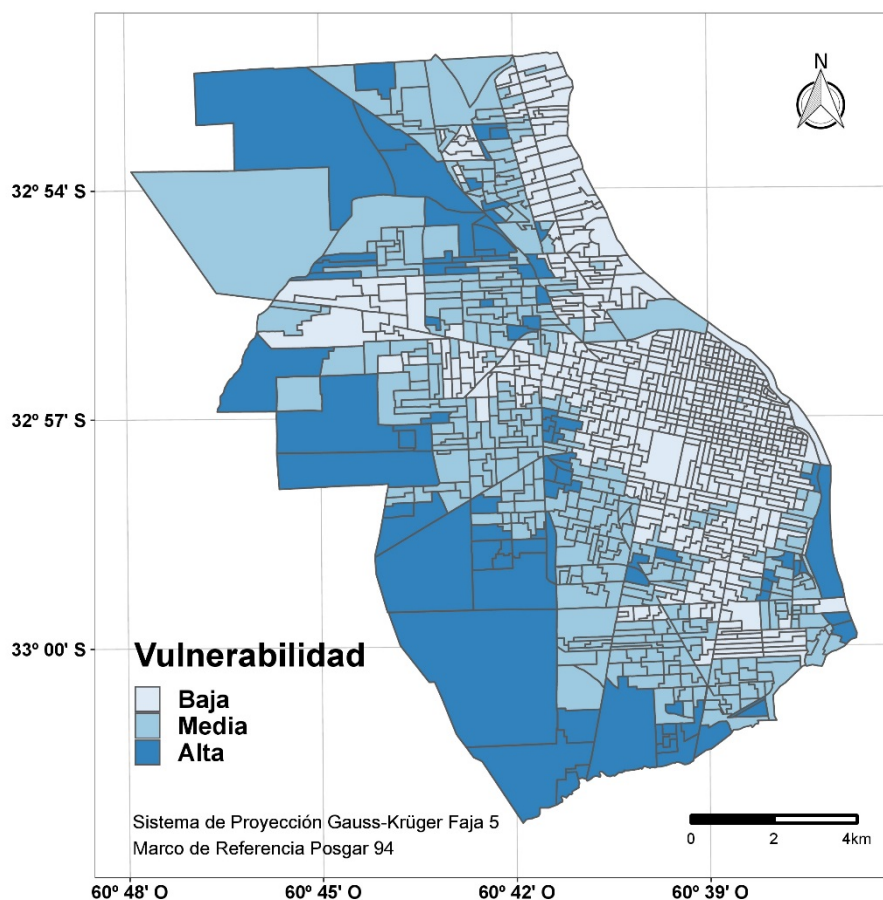 N
32º 54' S
32º 57' S
33º 00' S
Vulnerabilidad
Baja
Media
Alta
Sistema de Proyección Gauss-Krüger Faja 5
Marco de Referencia Posgar 94
0 2 4km
60º 48' O 60º 45' O 60º 42' O 60º 39' O